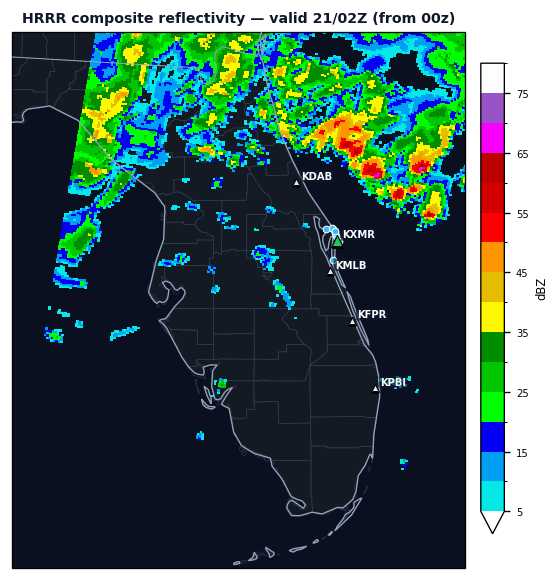 HRRR composite reflectivity — valid 21/02Z (from 00z)
KDAB
KXMR
KMLB
KFPR
KPBI
75
65
55
45
35
25
15
5
dBZ